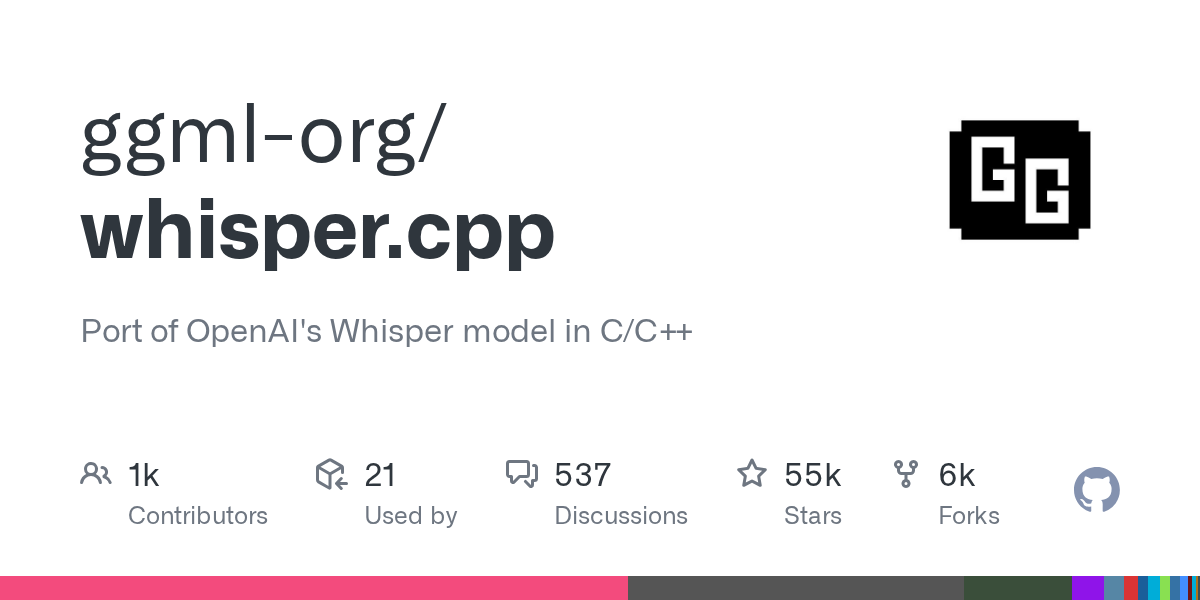 ggml-org/
whisper.cpp
GG
Port of OpenAI's Whisper model in C/C++
1k
Contributors
21
Used by
537
Discussions
55k
Stars
6k
Forks